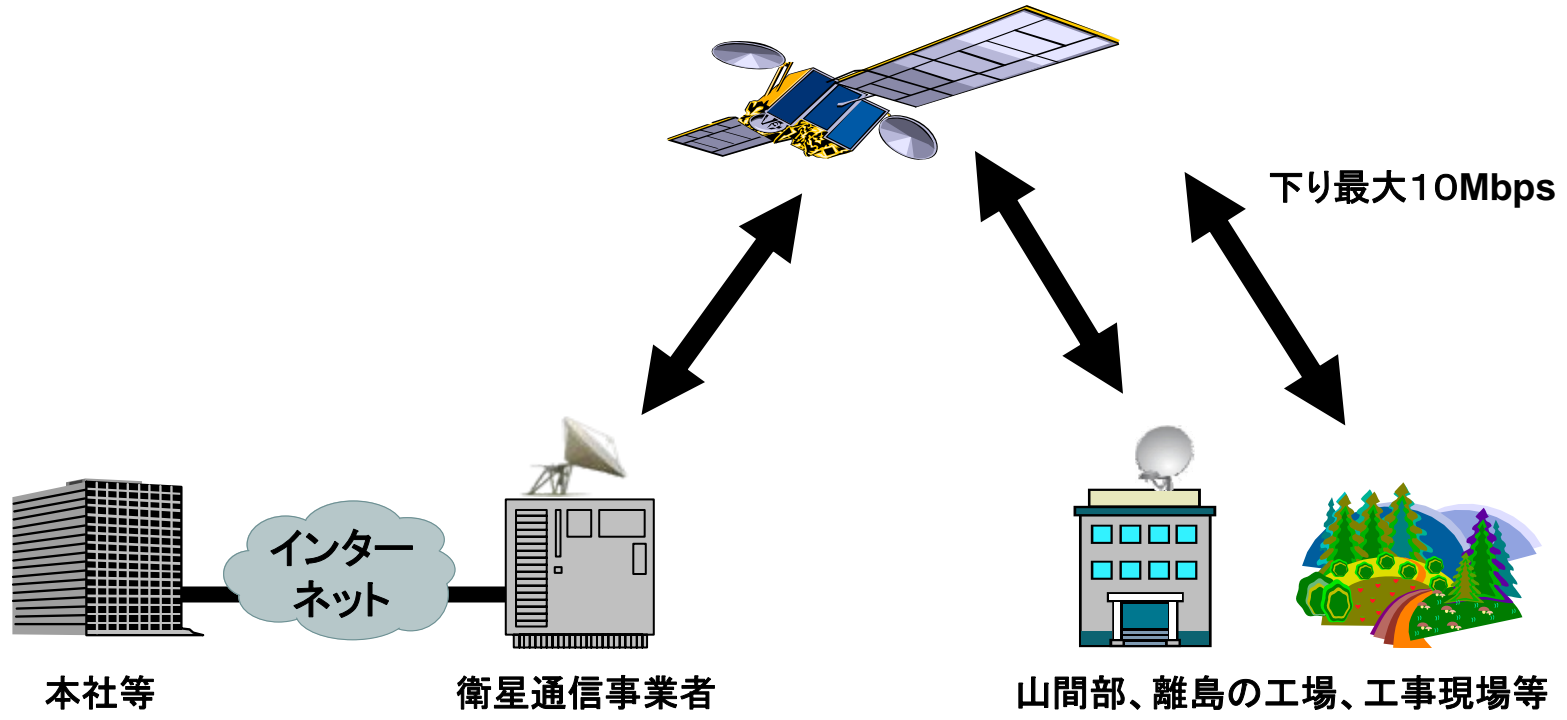 下り最大１０Mbps
インター
ネット
本社等
衛星通信事業者
山間部、離島の工場、工事現場等